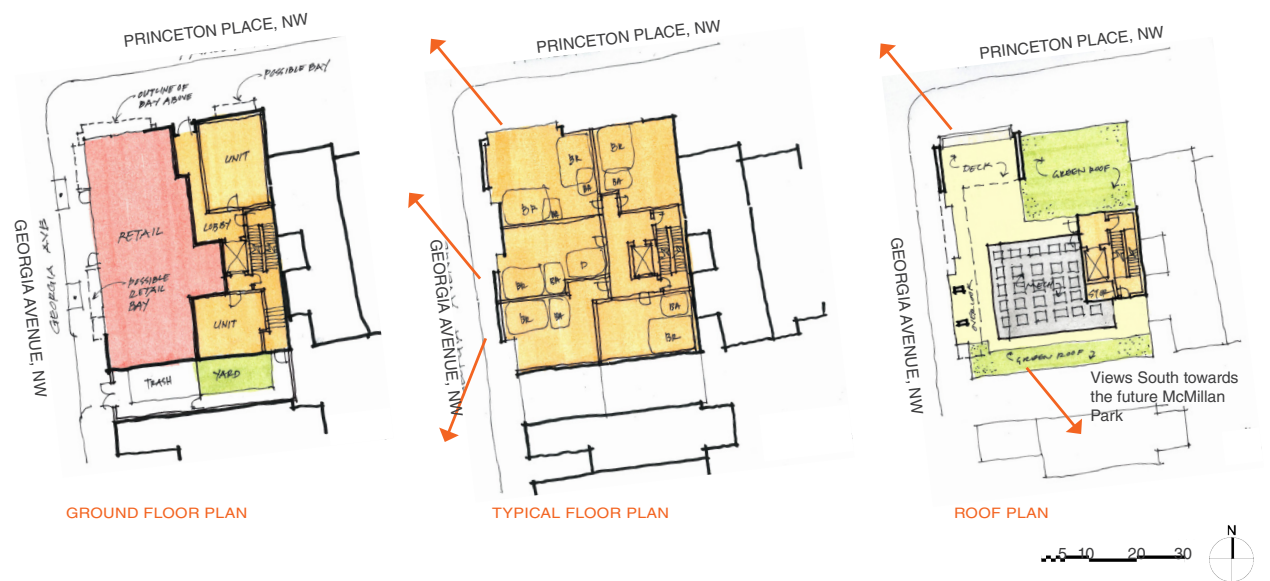 PRINCETON PLACE, NW
OUTLINE OF
BAY ABOVE
POSSIBLE BAY
UNIT
LOBBY
RETAIL
POSSIBLE
RETAIL
BAY
UNIT
TRASH
YARD
GEORGIA AVE
GEORGIA AVENUE, NW
GROUND FLOOR PLAN
PRINCETON PLACE, NW
BR
BR
BA
BR
BR
BA
D
BR
BA
BA
BR
GEORGIA AVENUE, NW
TYPICAL FLOOR PLAN
PRINCETON PLACE, NW
DECK
GREEN ROOF
MECH
OVERLOOK
GREEN ROOF
GEORGIA AVENUE, NW
Views South towards
the future McMillan
Park
ROOF PLAN
5 10 20 30
N